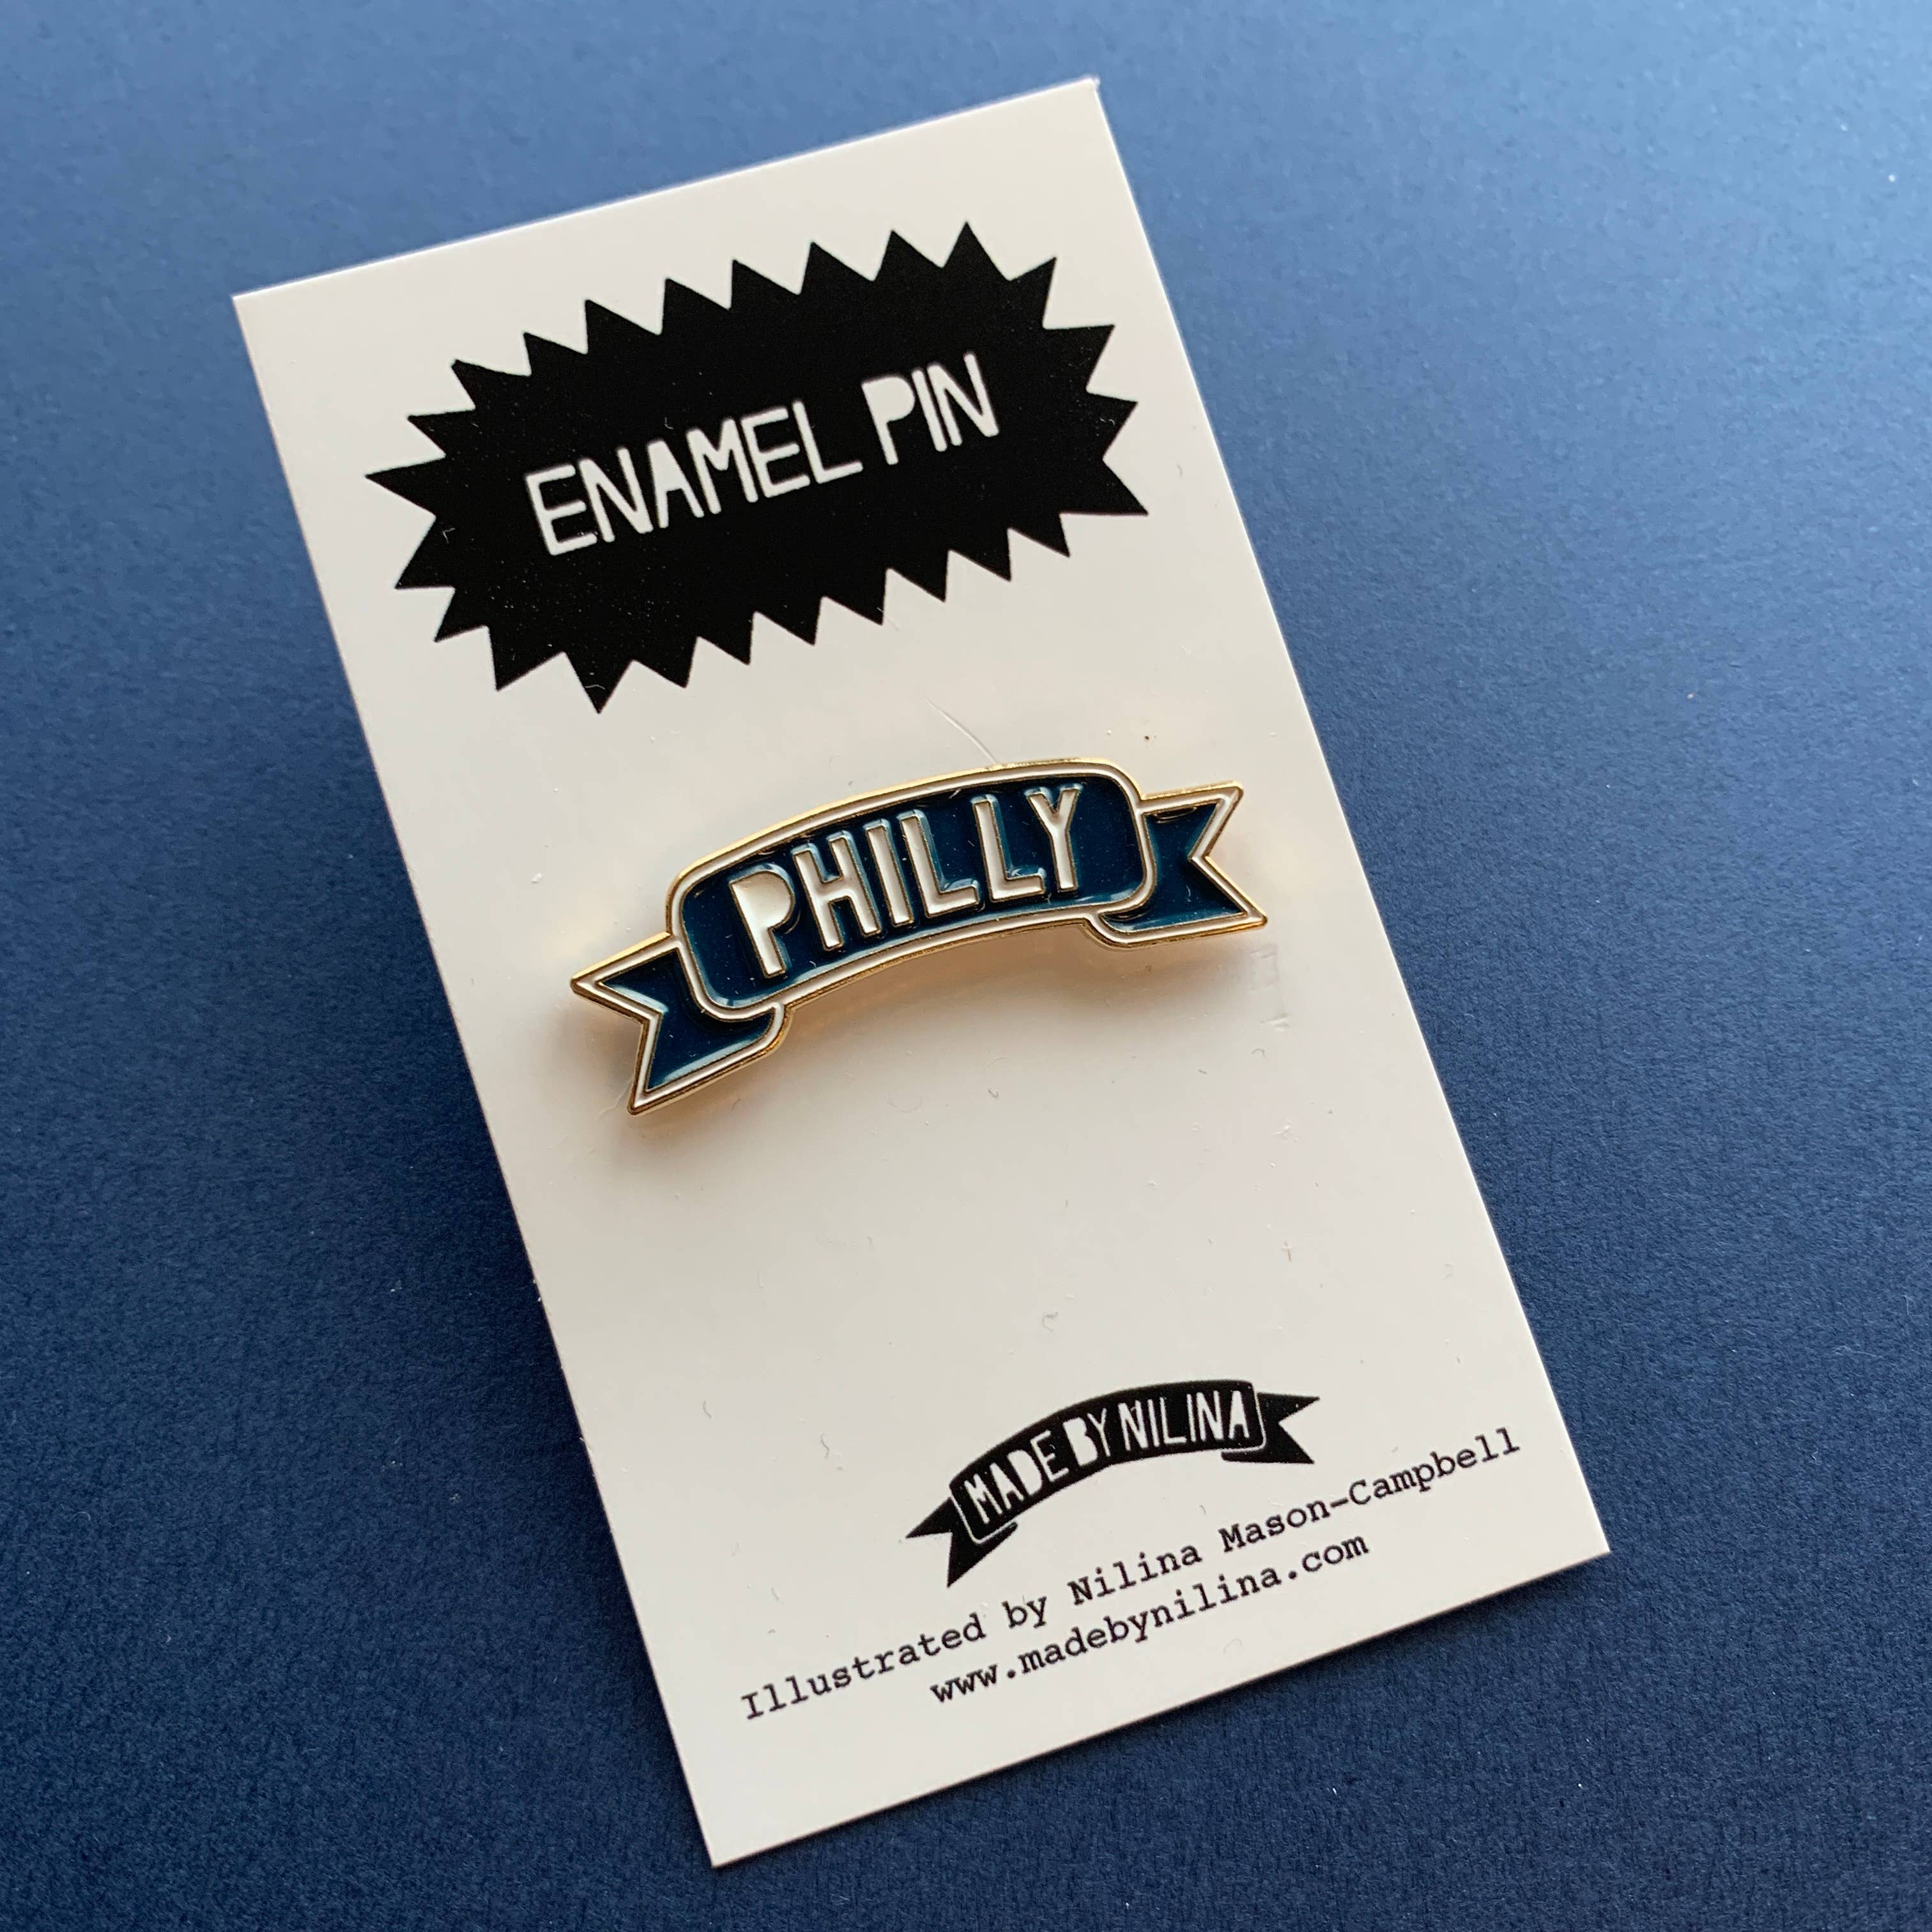 ENAMEL PIN
PHILLY
MADE BY NILINA
Illustrated by Nilina Mason-Campbell
www.madebynilina.com